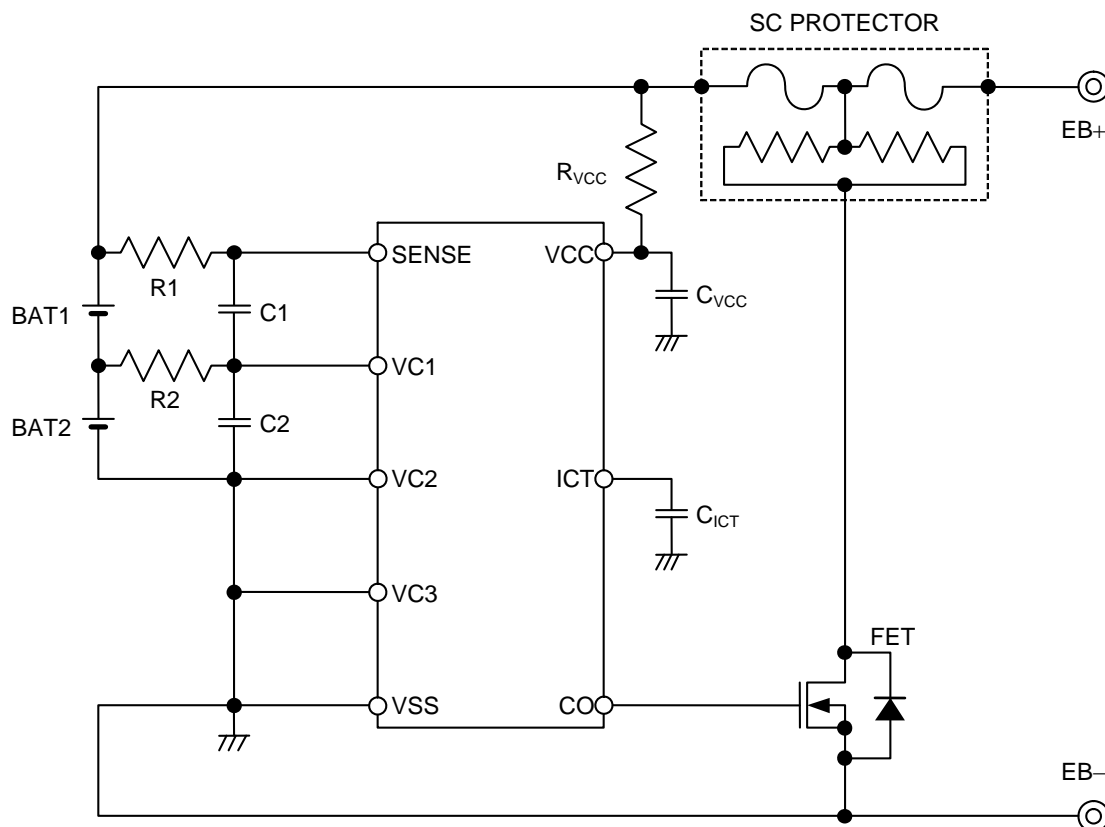 SC PROTECTOR
EB+
RVCC
SENSE
VCC
R1
C1
CVCC
BAT1
VC1
R2
C2
BAT2
VC2
ICT
CICT
VC3
FET
VSS
CO
EB−